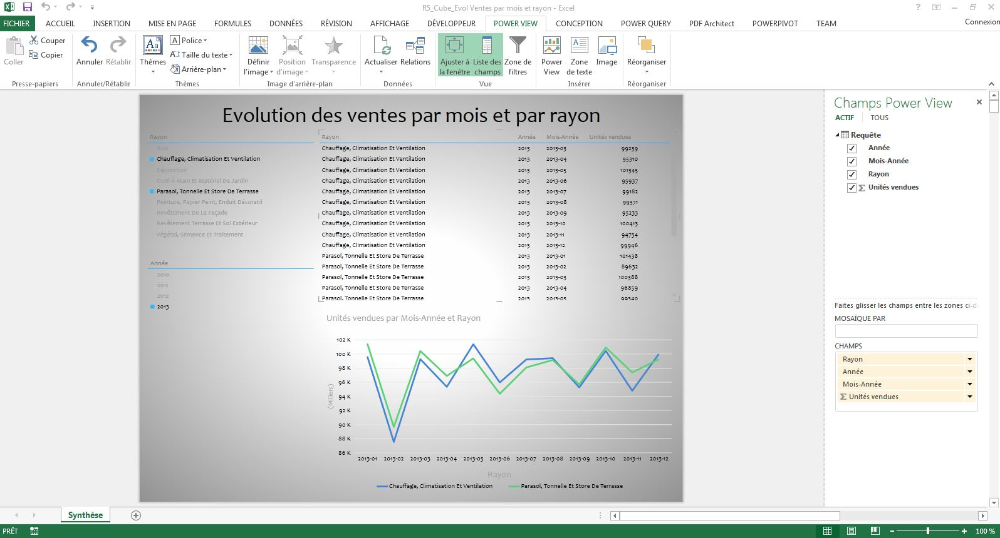 R5_Cube_Evol Ventes par mois et rayon - Excel
FICHIER ACCUEIL INSERTION MISE EN PAGE FORMULES DONNÉES RÉVISION AFFICHAGE DÉVELOPPEUR POWER VIEW CONCEPTION POWER QUERY PDF Architect POWERPIVOT TEAM Connexion
Coller
Couper
Copier
Presse-papiers
Annuler Rétablir
Annuler/Rétablir
Thèmes
Police
Taille du texte
Arrière-plan
Thèmes
Définir l'image
Position d'image
Transparence
Image d'arrière-plan
Actualiser Relations
Données
Ajuster à la fenêtre
Liste des champs
Zone de filtres
Vue
Power View
Zone de texte
Image
Insérer
Réorganiser
Réorganiser
Evolution des ventes par mois et par rayon
Rayon
Bois
Chauffage, Climatisation Et Ventilation
Décoration
Outil À Main Et Matériel De Jardin
Parasol, Tonnelle Et Store De Terrasse
Peinture, Papier Peint, Enduit Décoratif
Revêtement De La Façade
Revêtement Terrasse Et Sol Extérieur
Végétal, Semence Et Traitement
Année
2010
2011
2012
2013
Rayon Année Mois-Année Unités vendues
Chauffage, Climatisation Et Ventilation 2013 2013-03 99239
Chauffage, Climatisation Et Ventilation 2013 2013-04 95310
Chauffage, Climatisation Et Ventilation 2013 2013-05 101345
Chauffage, Climatisation Et Ventilation 2013 2013-06 95937
Chauffage, Climatisation Et Ventilation 2013 2013-07 99182
Chauffage, Climatisation Et Ventilation 2013 2013-08 99371
Chauffage, Climatisation Et Ventilation 2013 2013-09 95233
Chauffage, Climatisation Et Ventilation 2013 2013-10 100413
Chauffage, Climatisation Et Ventilation 2013 2013-11 94754
Chauffage, Climatisation Et Ventilation 2013 2013-12 99946
Parasol, Tonnelle Et Store De Terrasse 2013 2013-01 101438
Parasol, Tonnelle Et Store De Terrasse 2013 2013-02 89632
Parasol, Tonnelle Et Store De Terrasse 2013 2013-03 100388
Parasol, Tonnelle Et Store De Terrasse 2013 2013-04 96859
Parasol, Tonnelle Et Store De Terrasse 2013 2013-05 99340
Unités vendues par Mois-Année et Rayon
(Milliers)
102 K
100 K
98 K
96 K
94 K
92 K
90 K
88 K
86 K
2013-01 2013-02 2013-03 2013-04 2013-05 2013-06 2013-07 2013-08 2013-09 2013-10 2013-11 2013-12
Rayon
Chauffage, Climatisation Et Ventilation Parasol, Tonnelle Et Store De Terrasse
Champs Power View
ACTIF TOUS
Requête
Année
Mois-Année
Rayon
Σ Unités vendues
Faites glisser les champs entre les zones ci-d
MOSAÏQUE PAR
CHAMPS
Rayon
Année
Mois-Année
Σ Unités vendues
Synthèse
PRÊT
100 %